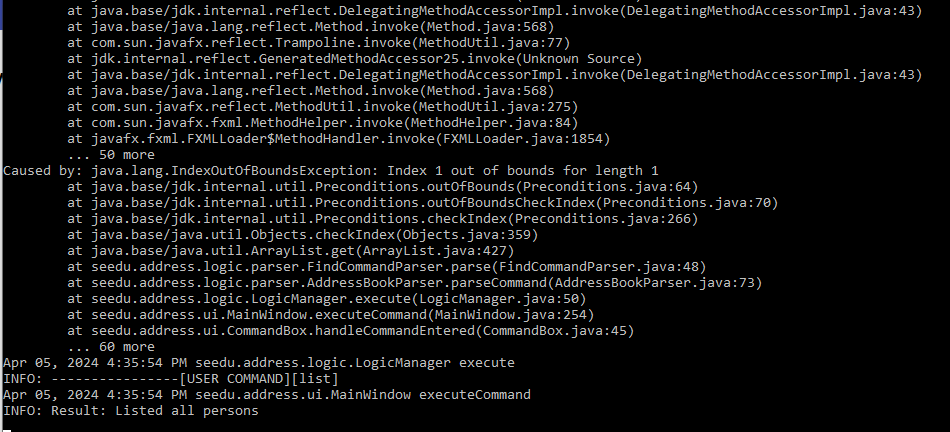 at java.base/jdk.internal.reflect.DelegatingMethodAccessorImpl.invoke(DelegatingMethodAccessorImpl.java:43)
at java.base/java.lang.reflect.Method.invoke(Method.java:568)
at com.sun.javafx.reflect.Trampoline.invoke(MethodUtil.java:77)
at jdk.internal.reflect.GeneratedMethodAccessor25.invoke(Unknown Source)
at java.base/jdk.internal.reflect.DelegatingMethodAccessorImpl.invoke(DelegatingMethodAccessorImpl.java:43)
at java.base/java.lang.reflect.Method.invoke(Method.java:568)
at com.sun.javafx.reflect.MethodUtil.invoke(MethodUtil.java:275)
at com.sun.javafx.fxml.MethodHelper.invoke(MethodHelper.java:84)
at javafx.fxml.FXMLLoader$MethodHandler.invoke(FXMLLoader.java:1854)
... 50 more
Caused by: java.lang.IndexOutOfBoundsException: Index 1 out of bounds for length 1
at java.base/jdk.internal.util.Preconditions.outOfBounds(Preconditions.java:64)
at java.base/jdk.internal.util.Preconditions.outOfBoundsCheckIndex(Preconditions.java:70)
at java.base/jdk.internal.util.Preconditions.checkIndex(Preconditions.java:266)
at java.base/java.util.Objects.checkIndex(Objects.java:359)
at java.base/java.util.ArrayList.get(ArrayList.java:427)
at seedu.address.logic.parser.FindCommandParser.parse(FindCommandParser.java:48)
at seedu.address.logic.parser.AddressBookParser.parseCommand(AddressBookParser.java:73)
at seedu.address.logic.LogicManager.execute(LogicManager.java:50)
at seedu.address.ui.MainWindow.executeCommand(MainWindow.java:254)
at seedu.address.ui.CommandBox.handleCommandEntered(CommandBox.java:45)
... 60 more
Apr 05, 2024 4:35:54 PM seedu.address.logic.LogicManager execute
INFO: ----------------[USER COMMAND][list]
Apr 05, 2024 4:35:54 PM seedu.address.ui.MainWindow executeCommand
INFO: Result: Listed all persons